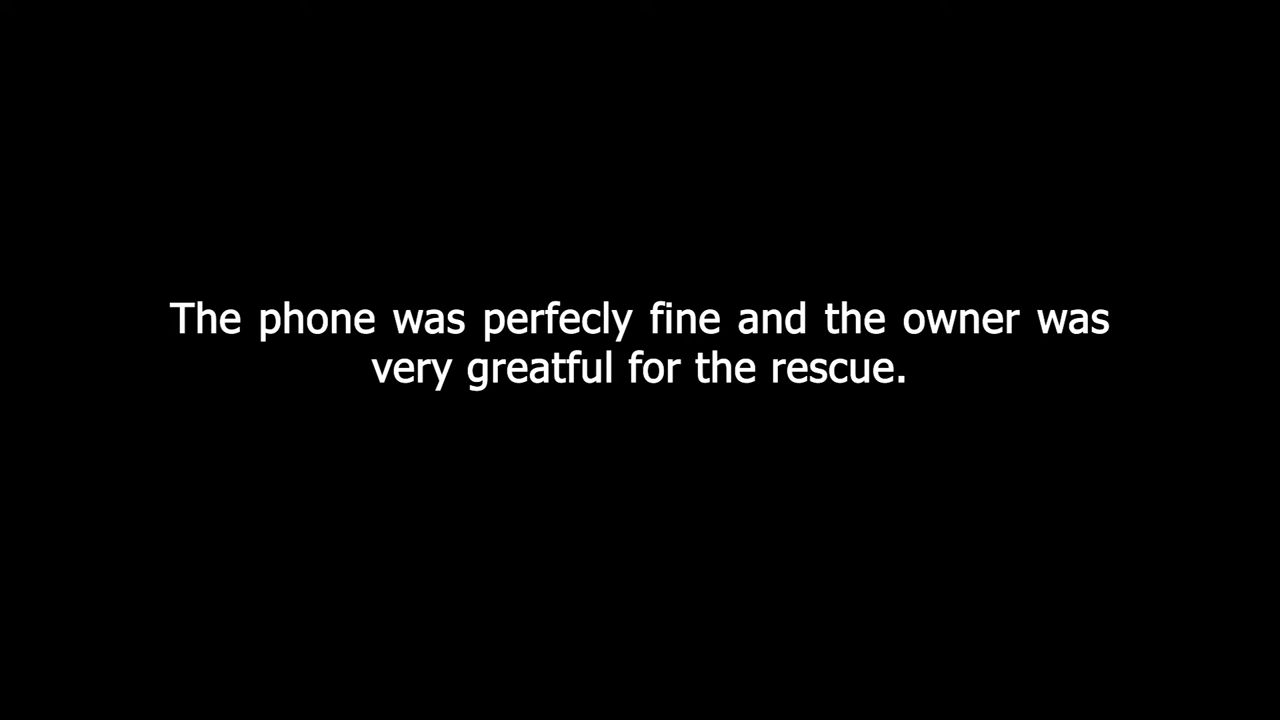 The phone was perfecly fine and the owner was
very greatful for the rescue.